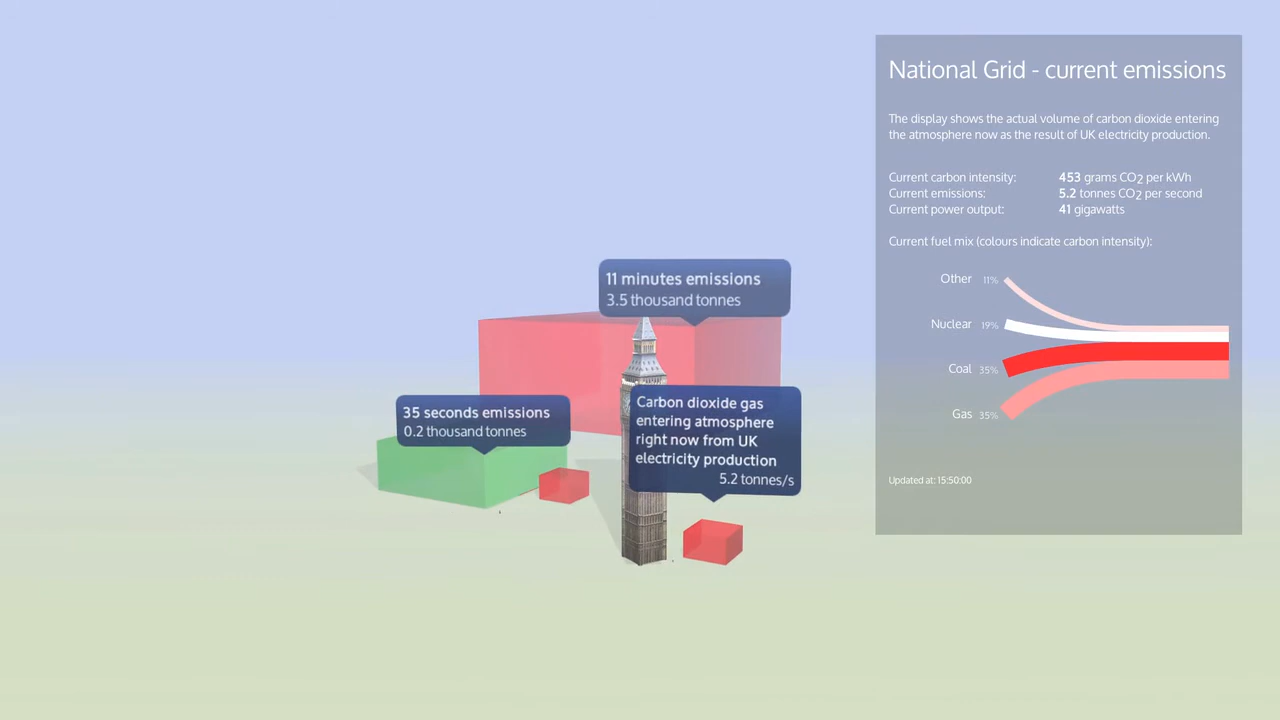 National Grid - current emissions
The display shows the actual volume of carbon dioxide entering
the atmosphere now as the result of UK electricity production.
Current carbon intensity: 453 grams CO2 per kWh
Current emissions: 5.2 tonnes CO2 per second
Current power output: 41 gigawatts
Current fuel mix (colours indicate carbon intensity):
Other 11%
Nuclear 19%
Coal 35%
Gas 35%
Updated at: 15:50:00
11 minutes emissions
3.5 thousand tonnes
35 seconds emissions
0.2 thousand tonnes
Carbon dioxide gas
entering atmosphere
right now from UK
electricity production
5.2 tonnes/s